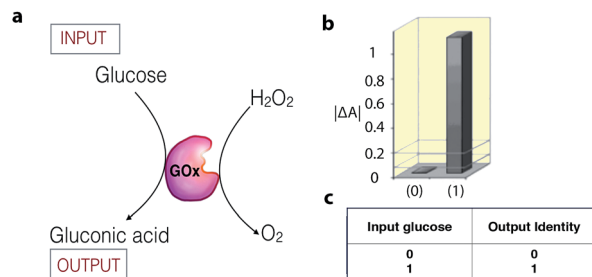 a
INPUT
Glucose
H₂O₂
GOx
Gluconic acid
O₂
OUTPUT
b
1
0.8
0.6
|ΔA|
0.4
0.2
0
(0) (1)
c
Input glucose Output Identity
0 0
1 1